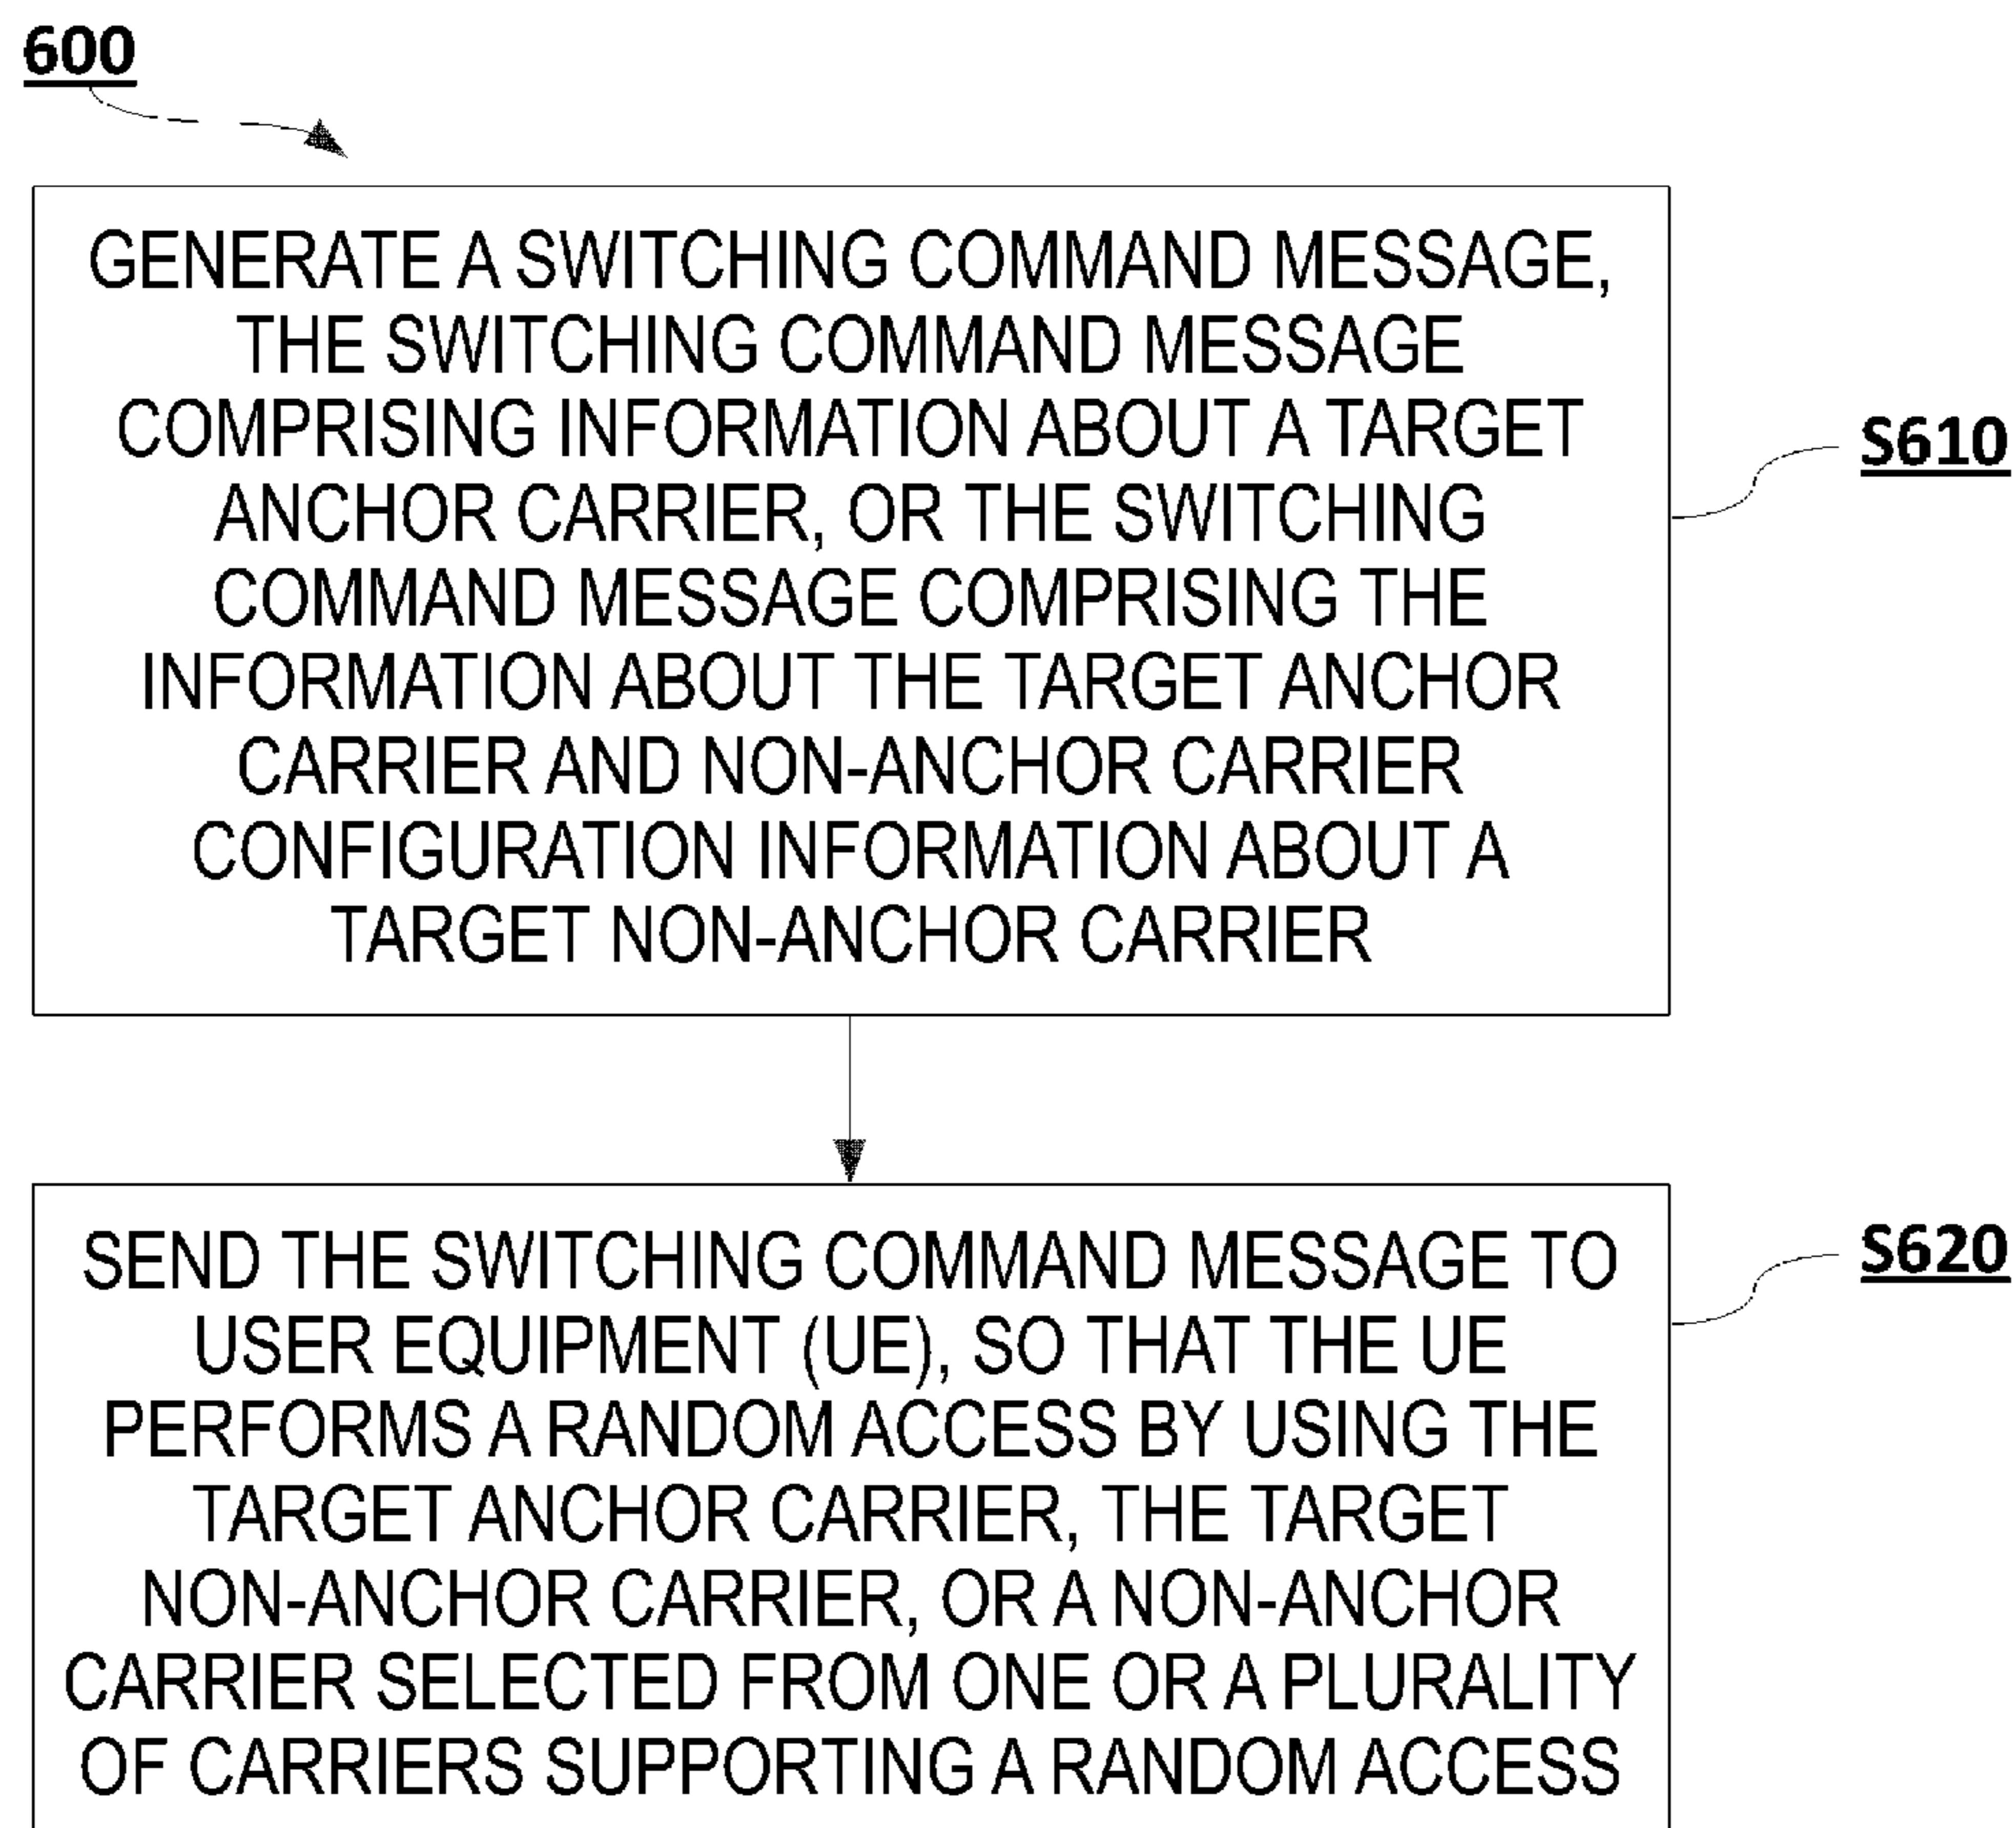 600
GENERATE A SWITCHING COMMAND MESSAGE,
THE SWITCHING COMMAND MESSAGE
COMPRISING INFORMATION ABOUT A TARGET
ANCHOR CARRIER, OR THE SWITCHING
COMMAND MESSAGE COMPRISING THE
INFORMATION ABOUT THE TARGET ANCHOR
CARRIER AND NON-ANCHOR CARRIER
CONFIGURATION INFORMATION ABOUT A
TARGET NON-ANCHOR CARRIER
S610
SEND THE SWITCHING COMMAND MESSAGE TO
USER EQUIPMENT (UE), SO THAT THE UE
PERFORMS A RANDOM ACCESS BY USING THE
TARGET ANCHOR CARRIER, THE TARGET
NON-ANCHOR CARRIER, OR A NON-ANCHOR
CARRIER SELECTED FROM ONE OR A PLURALITY
OF CARRIERS SUPPORTING A RANDOM ACCESS
S620